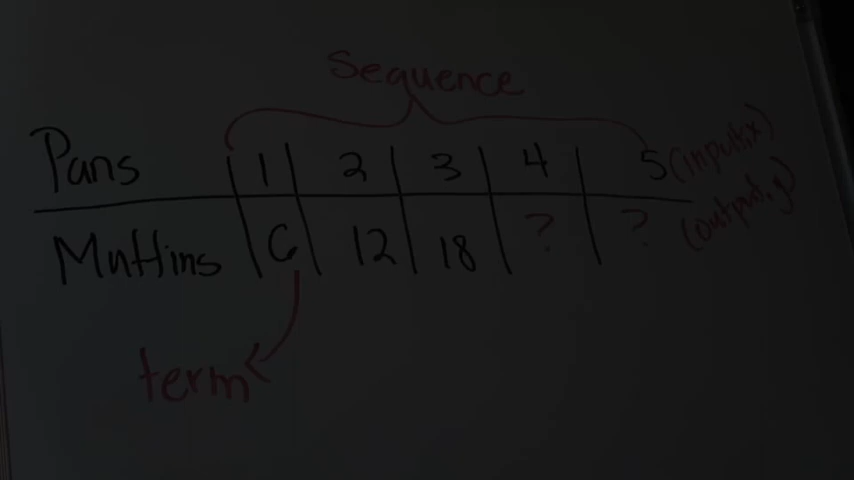 Sequence
Pans 1 2 3 4 5 (input, x)
Muffins 6 12 18 ? ? (output, y)
term